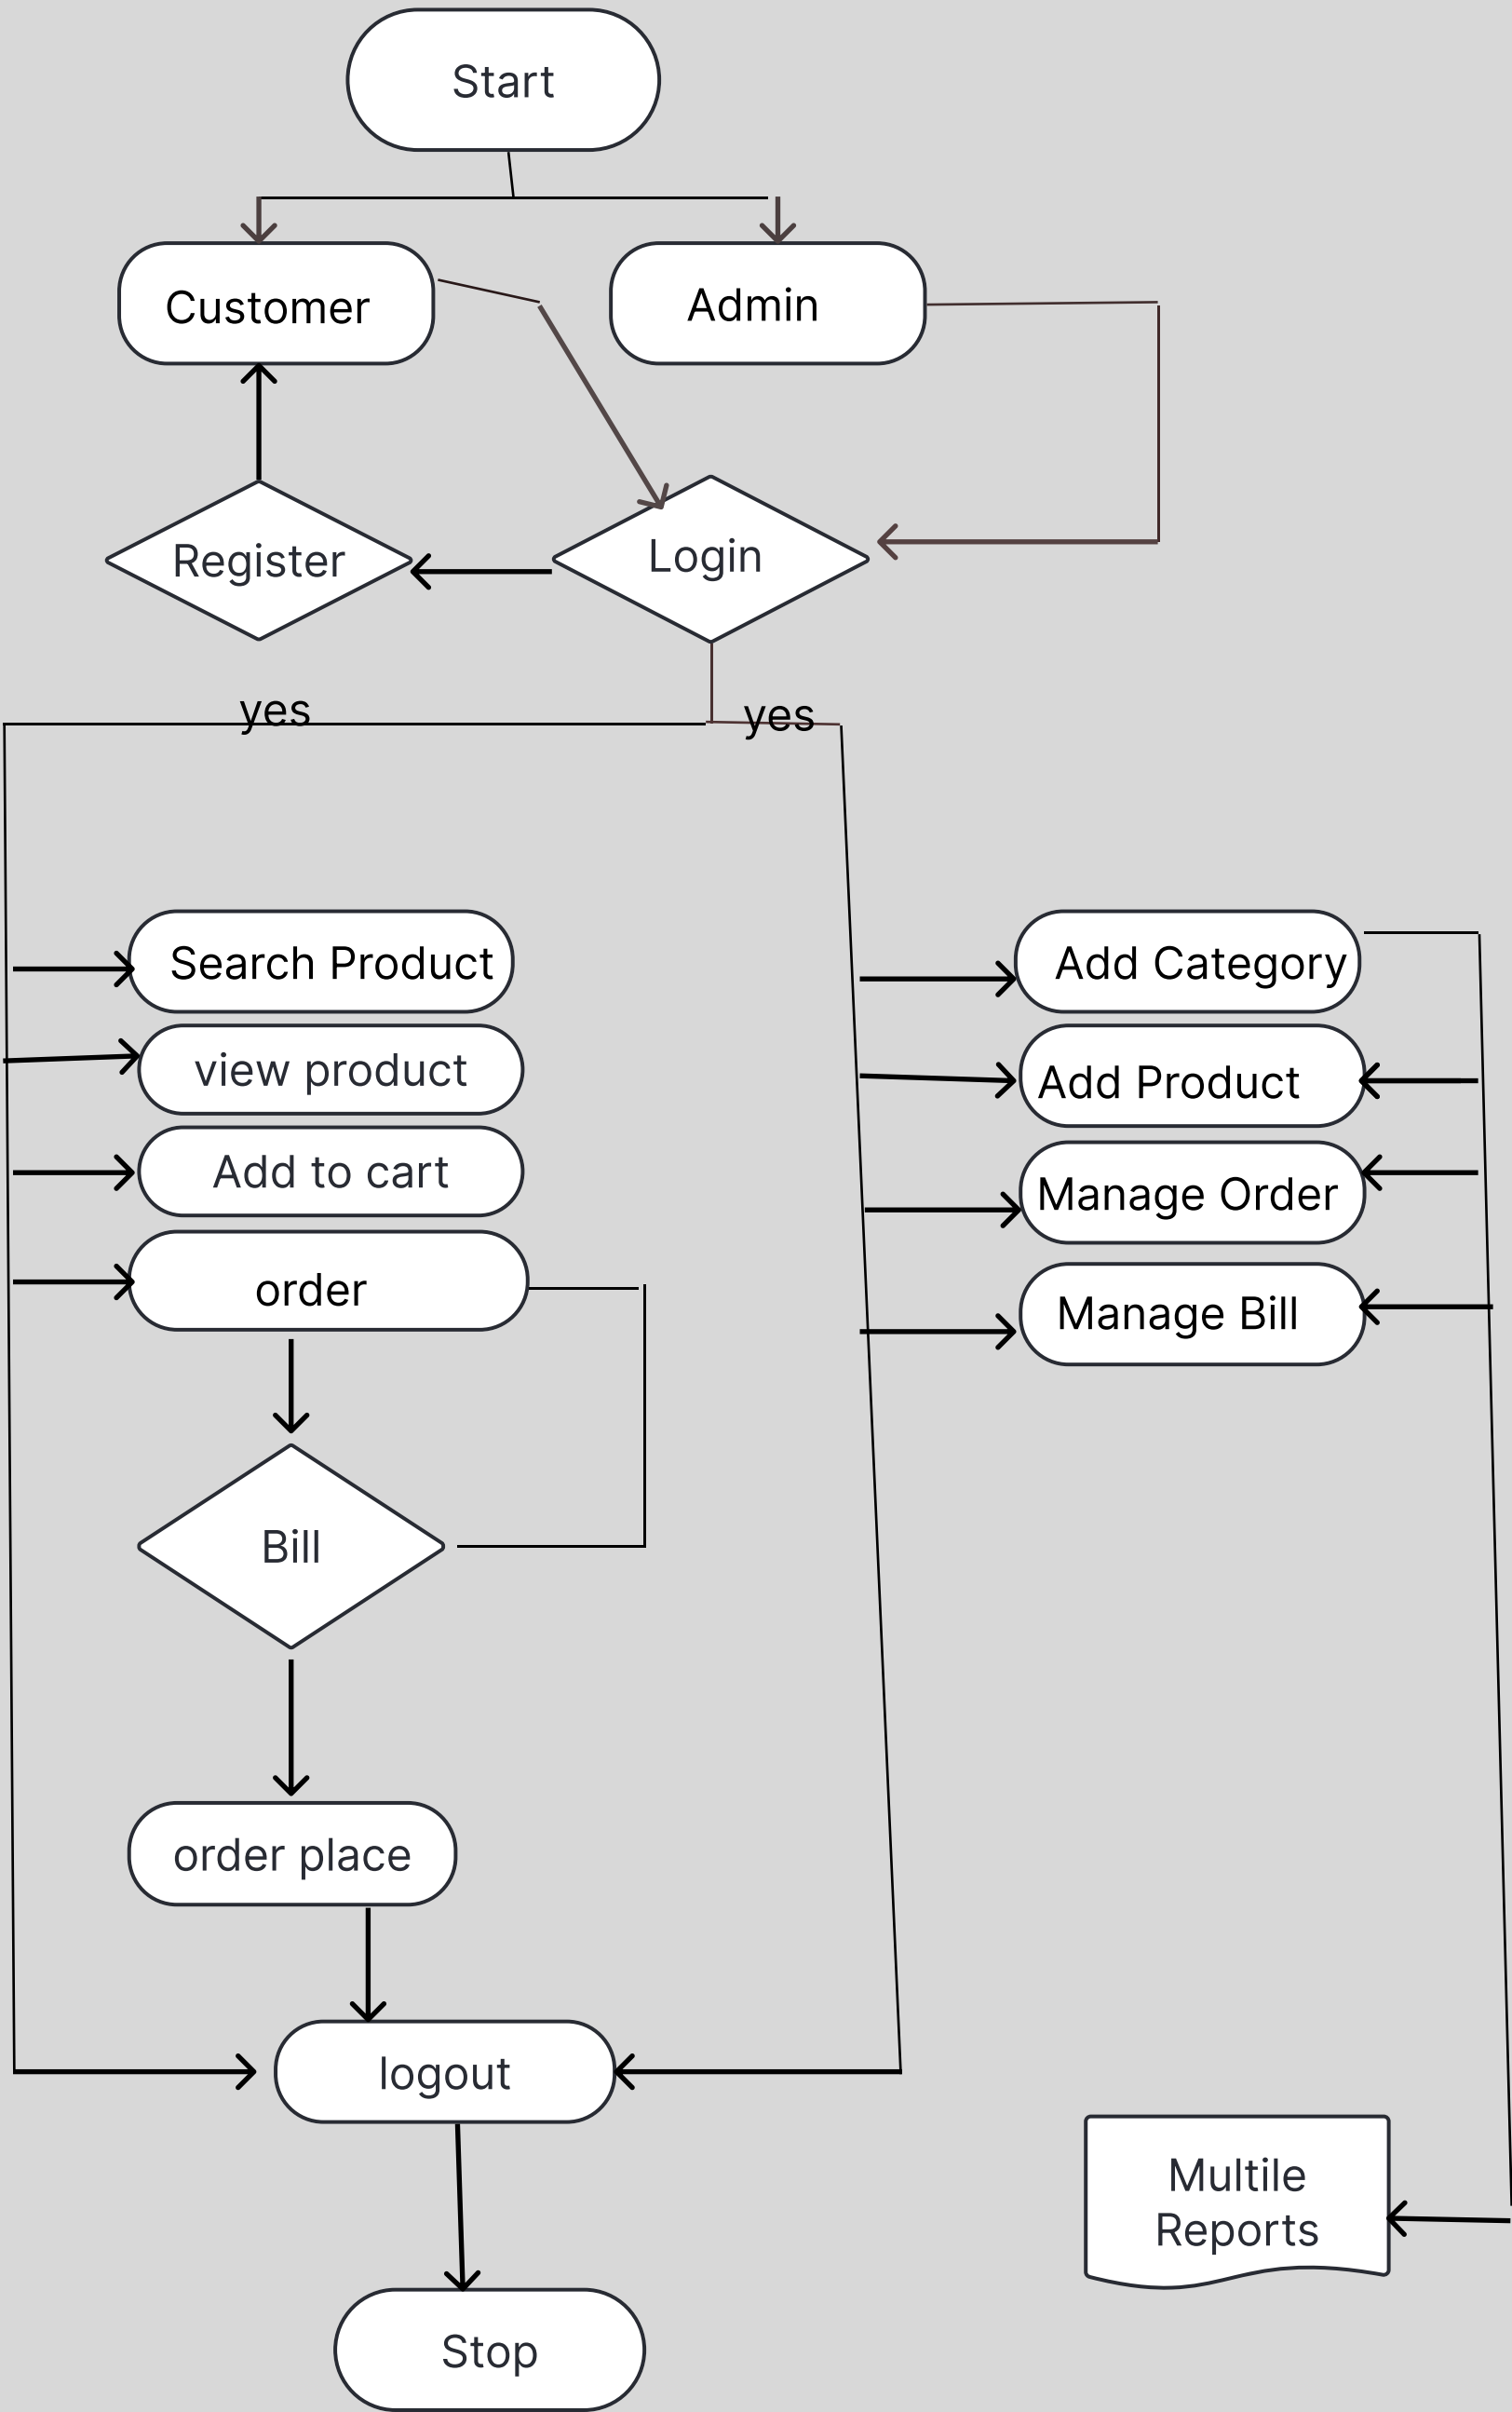 Start
Customer
Admin
Register
Login
yes
yes
Search Product
view product
Add to cart
order
Bill
order place
Add Category
Add Product
Manage Order
Manage Bill
logout
Multile
Reports
Stop